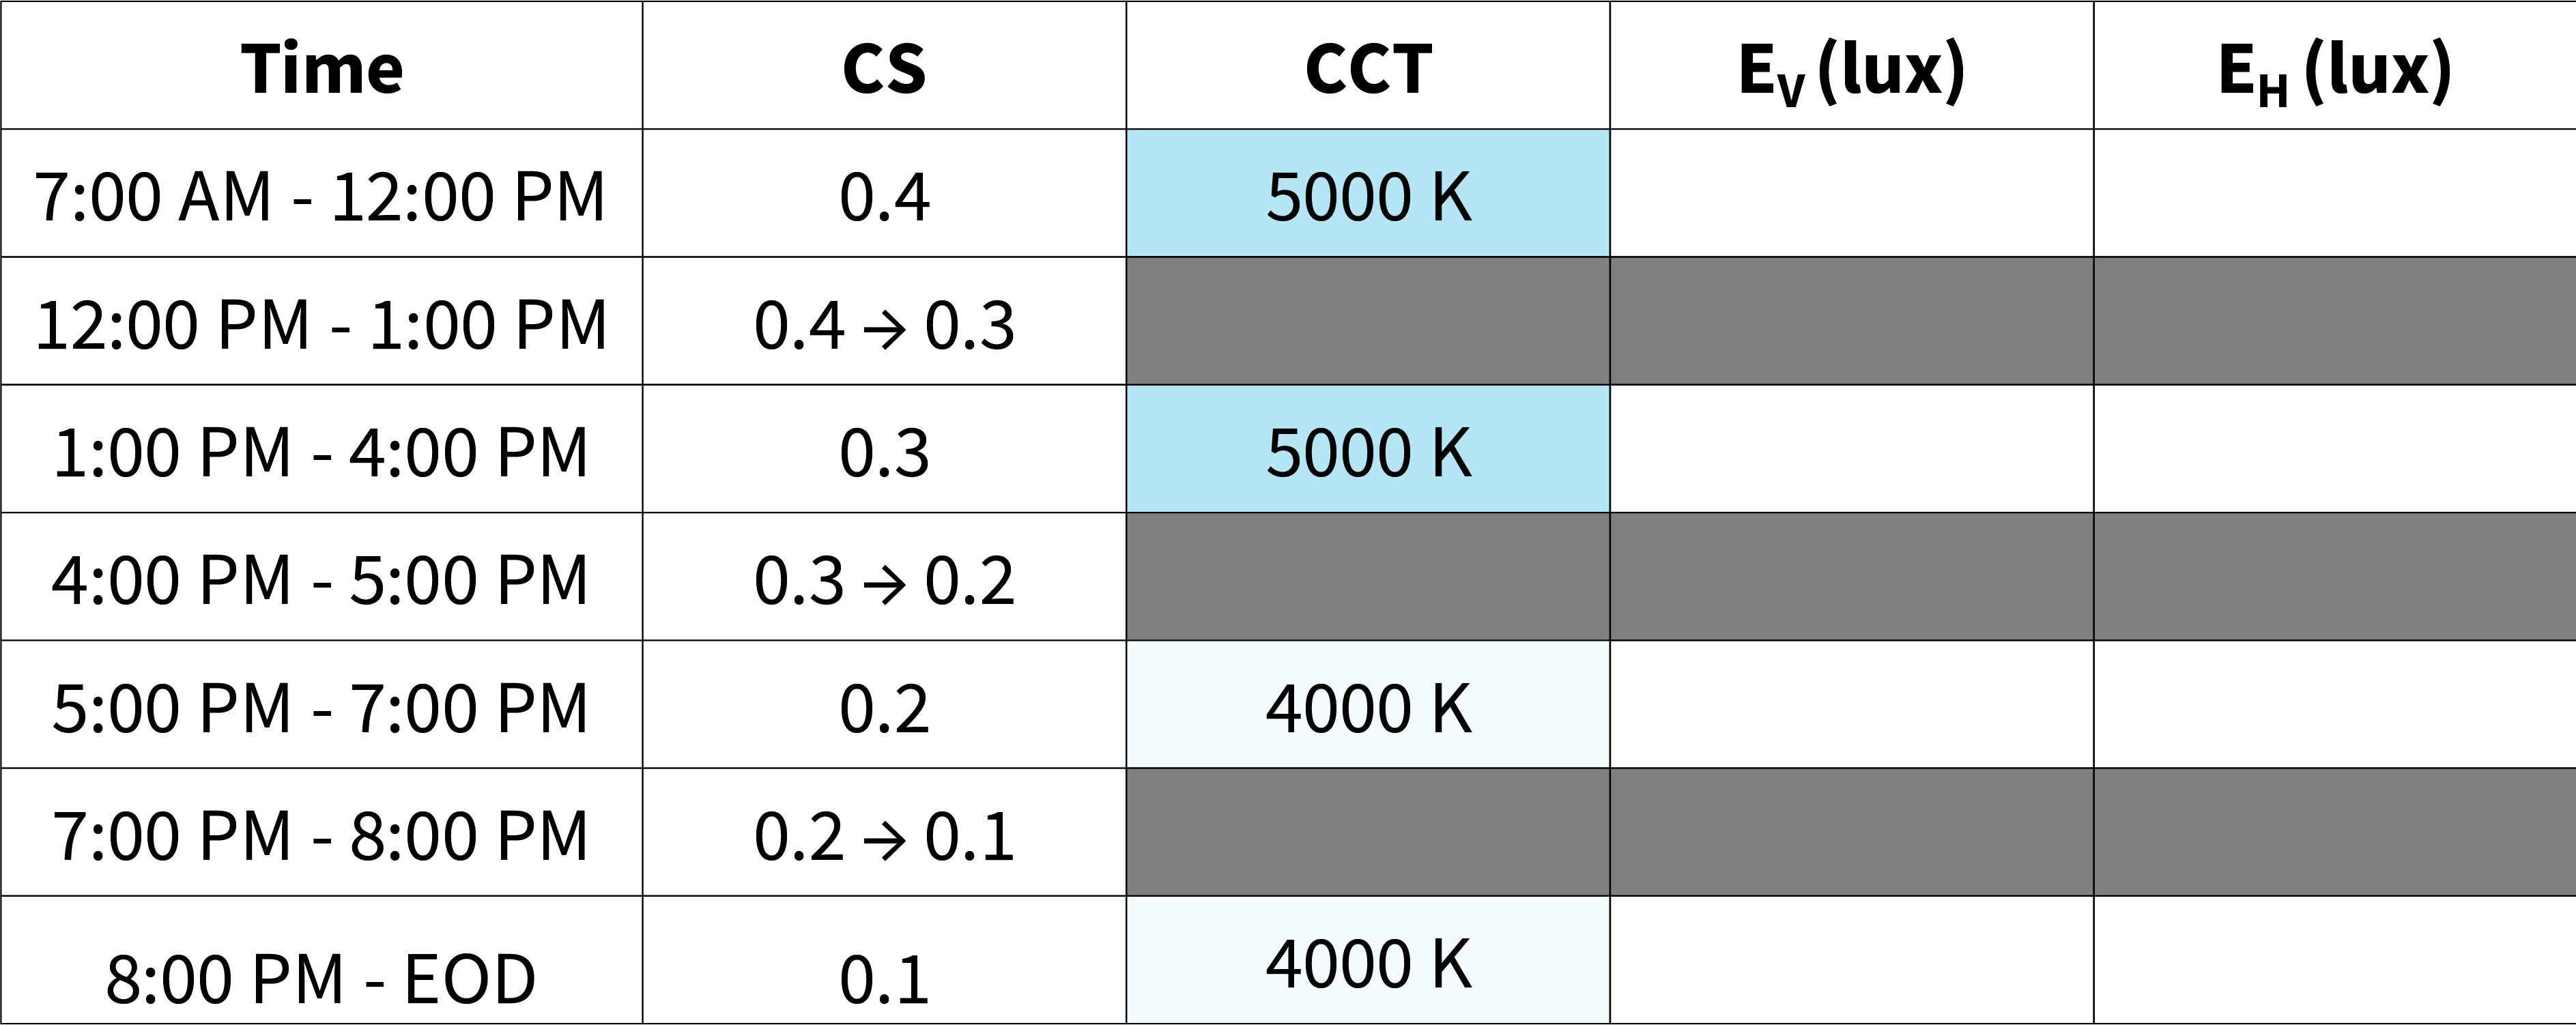 Time CS CCT EV (lux) EH (lux)
7:00 AM - 12:00 PM 0.4 5000 K
12:00 PM - 1:00 PM 0.4 → 0.3
1:00 PM - 4:00 PM 0.3 5000 K
4:00 PM - 5:00 PM 0.3 → 0.2
5:00 PM - 7:00 PM 0.2 4000 K
7:00 PM - 8:00 PM 0.2 → 0.1
8:00 PM - EOD 0.1 4000 K